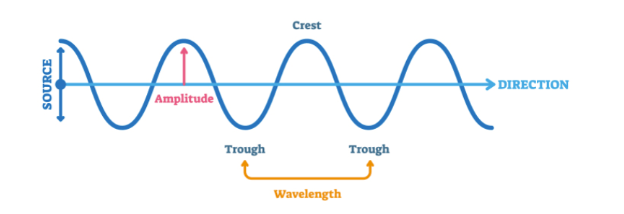 Crest
SOURCE
DIRECTION
Amplitude
Trough
Trough
Wavelength